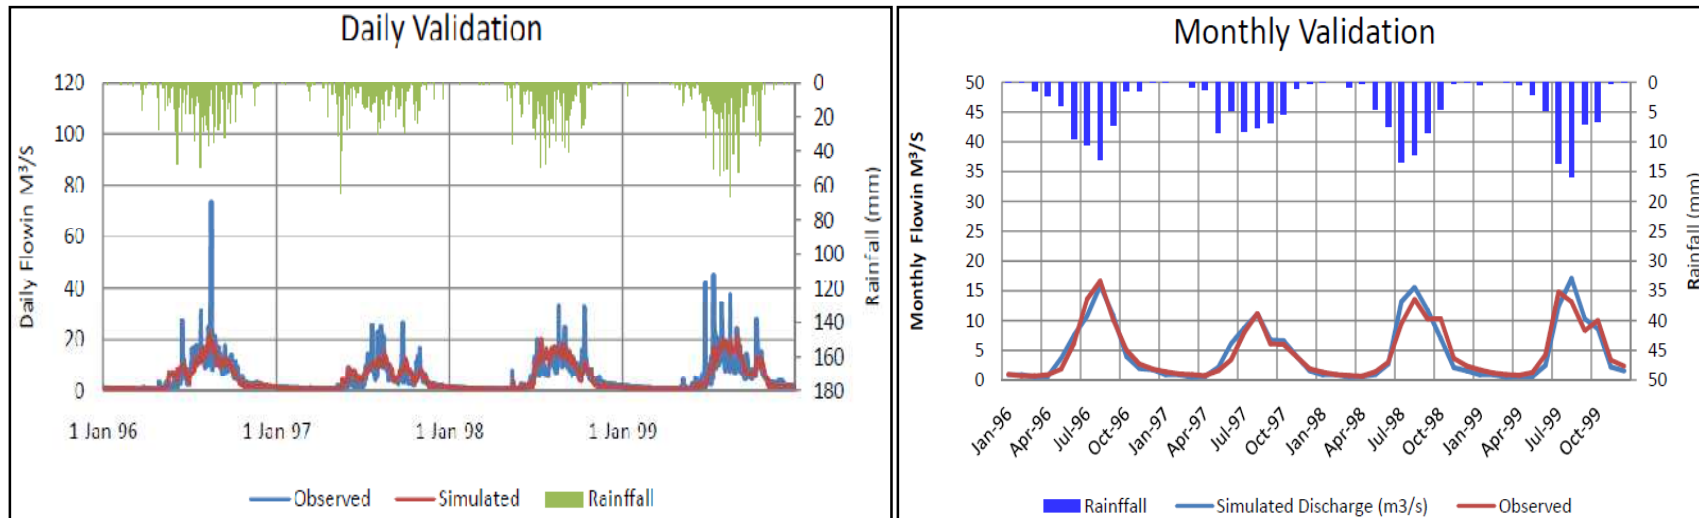 Daily Validation
120
100
80
60
40
20
0
Daily Flowin M³/S
0
20
40
60
80
100
120
140
160
180
Rainfall (mm)
1 Jan 96
1 Jan 97
1 Jan 98
1 Jan 99
Observed
Simulated
Rainffall
Monthly Validation
50
45
40
35
30
25
20
15
10
5
0
Monthly Flowin M³/S
0
5
10
15
20
25
30
35
40
45
50
Rainfall (mm)
Jan-96
Apr-96
Jul-96
Oct-96
Jan-97
Apr-97
Jul-97
Oct-97
Jan-98
Apr-98
Jul-98
Oct-98
Jan-99
Apr-99
Jul-99
Oct-99
Rainffall
Simulated Discharge (m3/s)
Observed